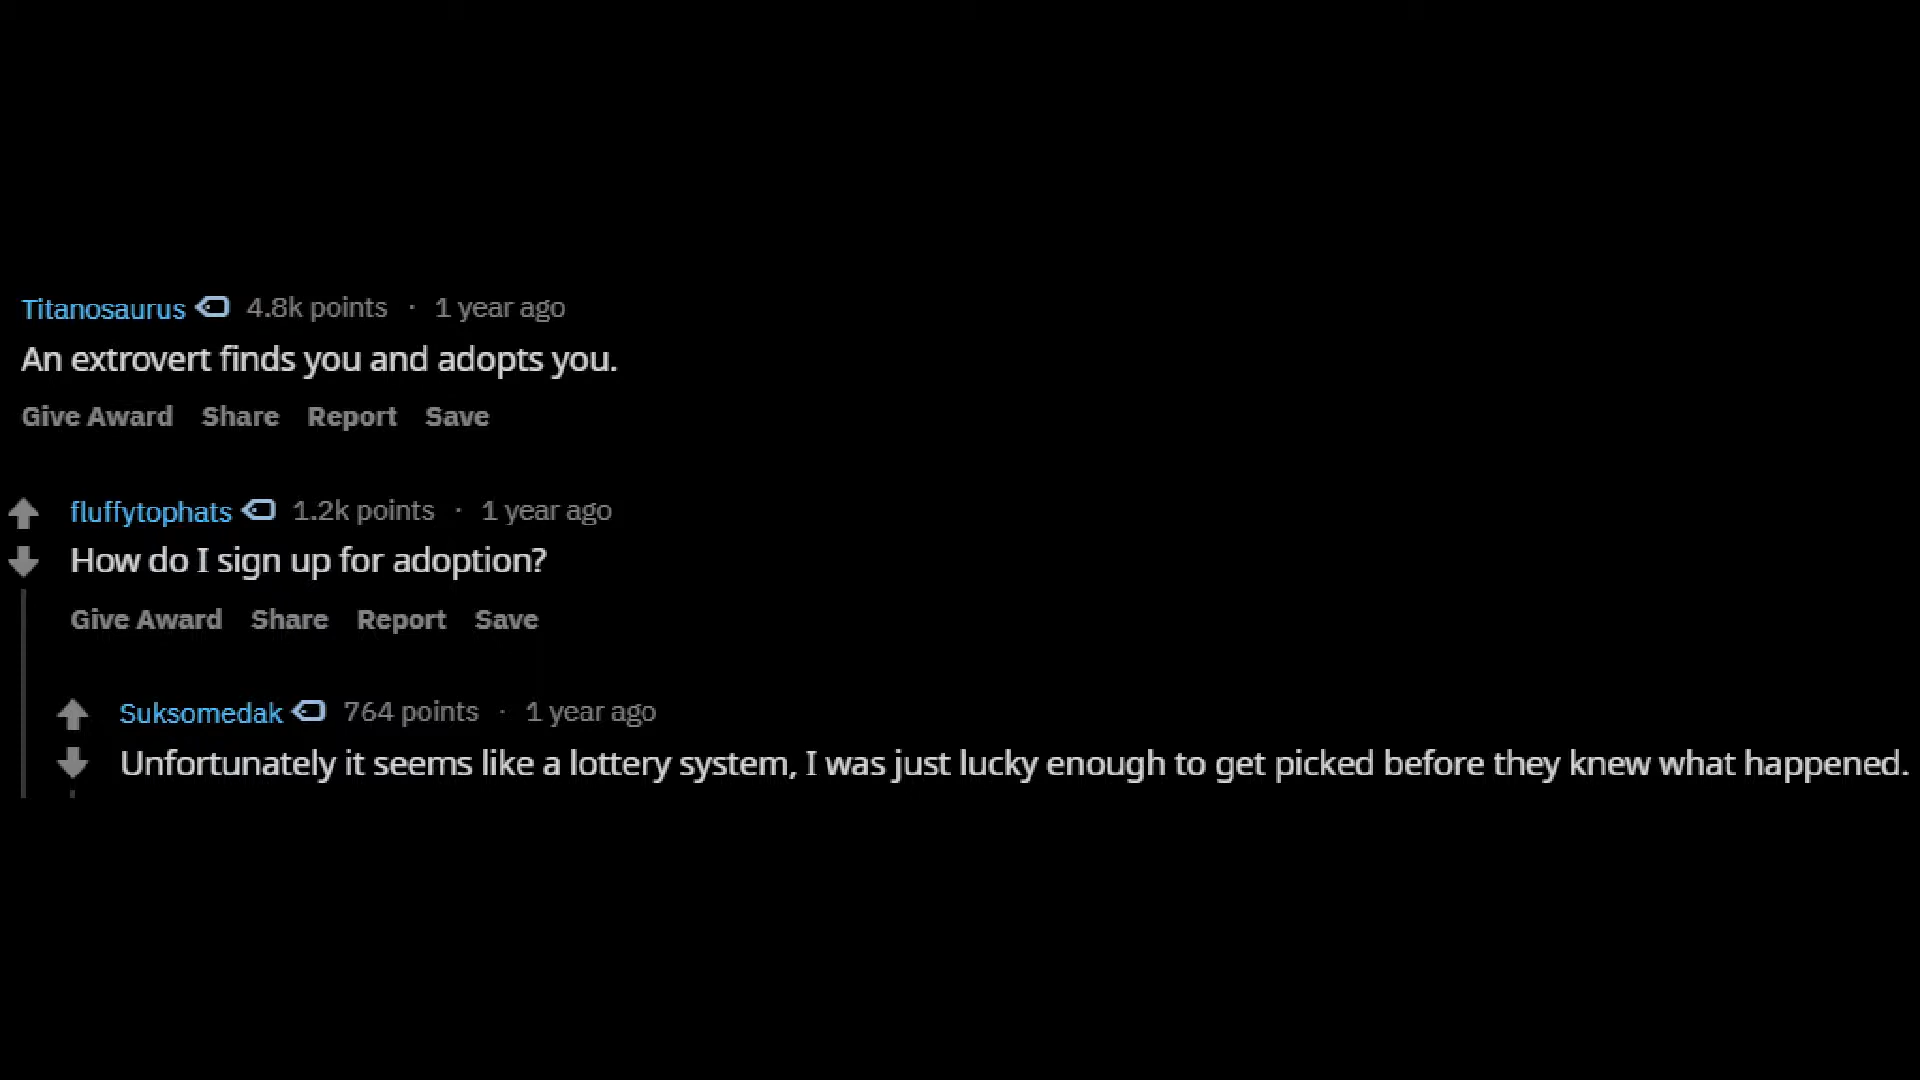 Titanosaurus 4.8k points · 1 year ago
An extrovert finds you and adopts you.
Give Award Share Report Save
fluffytophats 1.2k points · 1 year ago
How do I sign up for adoption?
Give Award Share Report Save
Suksomedak 764 points · 1 year ago
Unfortunately it seems like a lottery system, I was just lucky enough to get picked before they knew what happened.